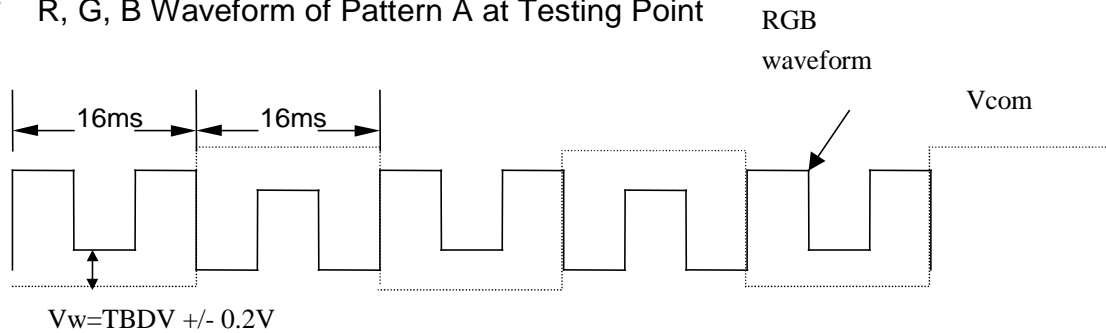 R, G, B Waveform of Pattern A at Testing Point
RGB
waveform
Vcom
16ms
16ms
Vw=TBDV +/- 0.2V